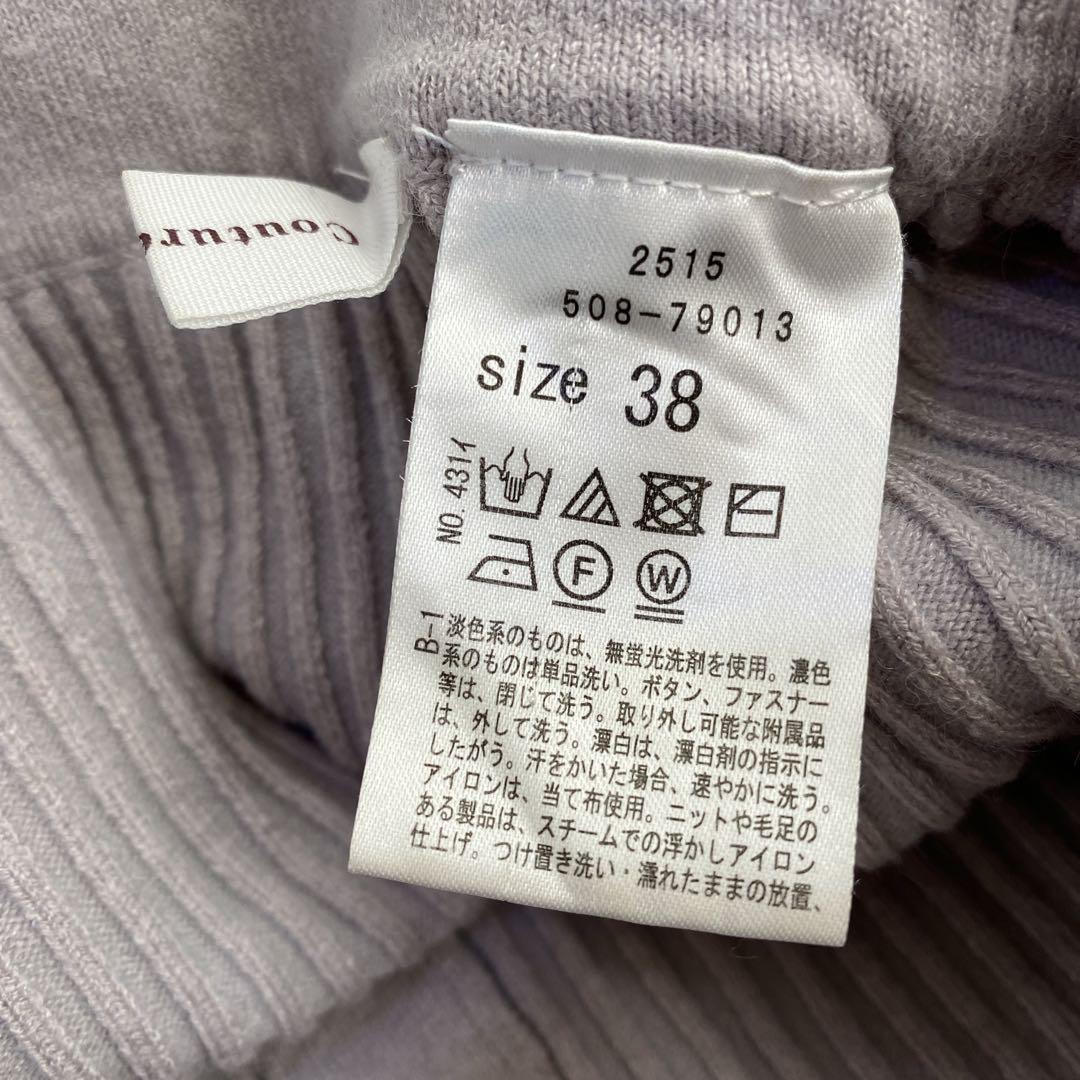 Coutur
2515
508-79013
size 38
NO.431イ
F W
B-1
淡色系のものは、無蛍光洗剤を使用。濃色
系のものは単品洗い。ボタン、ファスナー
等は、閉じて洗う。取り外し可能な附属品
は、外して洗う。漂白は、漂白剤の指示に
したがう。汗をかいた場合、速やかに洗う。
アイロンは、当て布使用。ニットや毛足の
ある製品は、スチームでの浮かしアイロン
仕上げ。つけ置き洗い・濡れたままの放置、